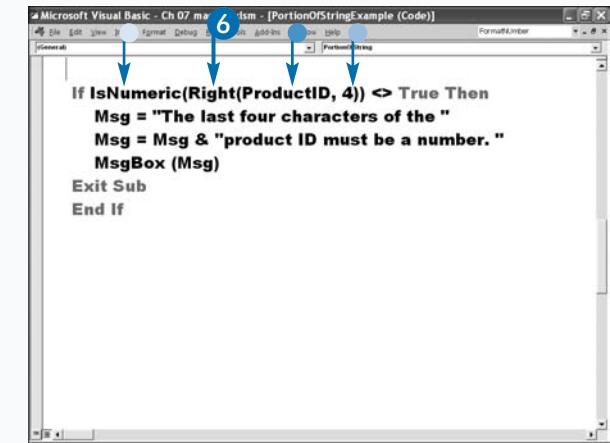 Microsoft Visual Basic - Ch 07 ma lsm - [PortionOfStringExample (Code)]
File Edit View Format Debug Add-Ins Help FormatNumber
6
(General) PortionOfString
If IsNumeric(Right(ProductID, 4)) <> True Then
Msg = "The last four characters of the "
Msg = Msg & "product ID must be a number. "
MsgBox (Msg)
Exit Sub
End If